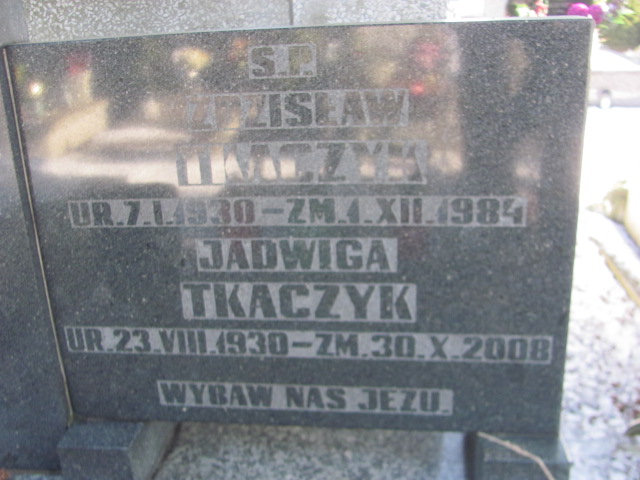 Ś.P.
ZDZISŁAW
TKACZYK
UR.7.I.1930-ZM.1.XII.1984
JADWIGA
TKACZYK
UR.23.VIII.1930-ZM.30.X.2008
WYBAW NAS JEZU.